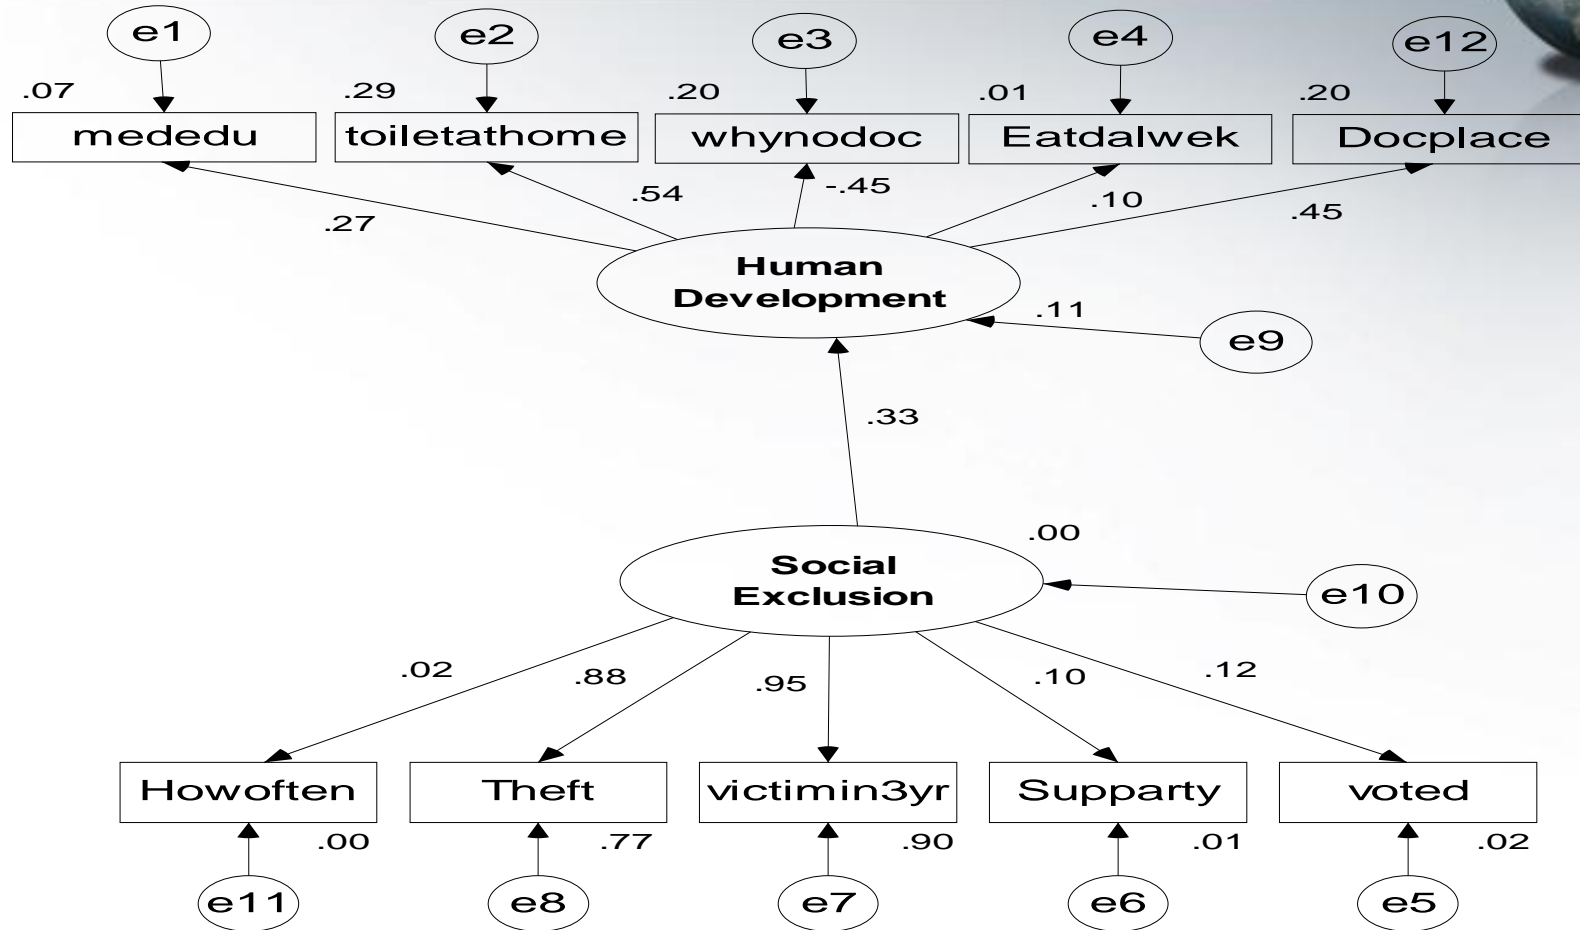 e1
e2
e3
e4
e12
.07
.29
.20
.01
.20
mededu
toiletathome
whynodoc
Eatdalwek
Docplace
.27
.54
-.45
.10
.45
Human
Development
.11
e9
.33
.00
Social
Exclusion
e10
.02
.88
.95
.10
.12
Howoften
Theft
victimin3yr
Supparty
voted
.00
.77
.90
.01
.02
e11
e8
e7
e6
e5